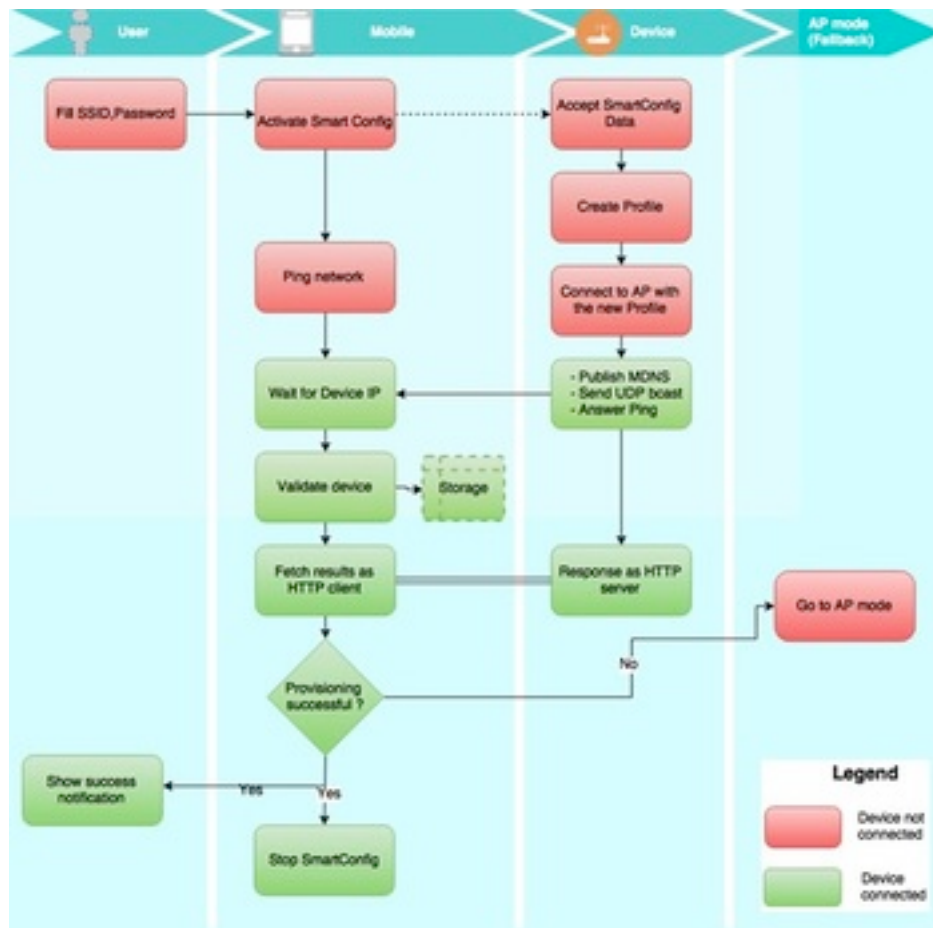 User
Mobile
Device
AP mode
(Fallback)
Fill SSID,Password
Activate Smart Config
Accept SmartConfig
Data
Create Profile
Ping network
Connect to AP with
the new Profile
Wait for Device IP
- Publish MDNS
- Send UDP bcast
- Answer Ping
Validate device
Storage
Fetch results as
HTTP client
Response as HTTP
server
Go to AP mode
No
Provisioning
successful ?
Show success
notification
Yes
Yes
Stop SmartConfig
Legend
Device not
connected
Device
connected